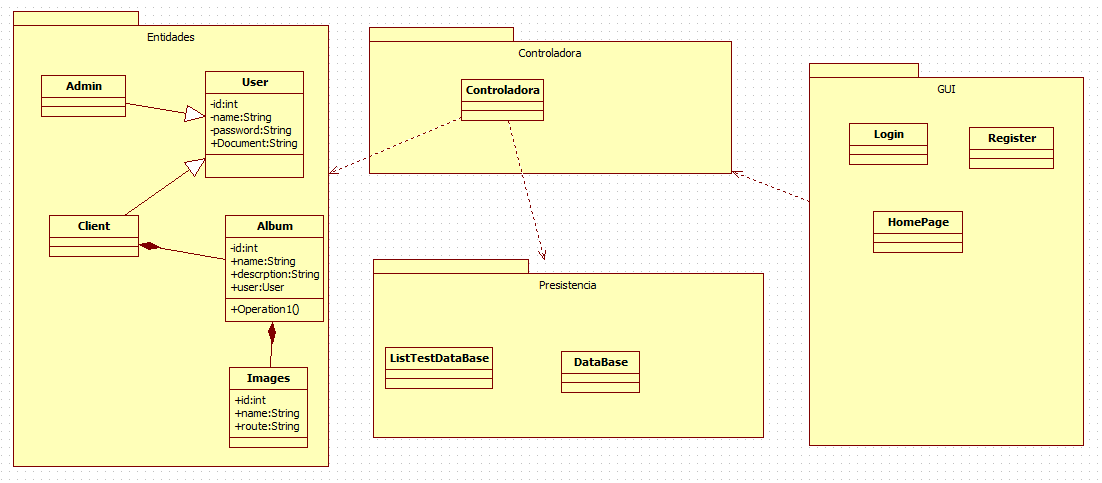 Entidades
Admin
User
-id:int
-name:String
-password:String
+Document:String
Client
Album
-id:int
+name:String
+descrption:String
+user:User
+Operation1()
Images
+id:int
+name:String
+route:String
Controladora
Controladora
Presistencia
ListTestDataBase
DataBase
GUI
Login
Register
HomePage